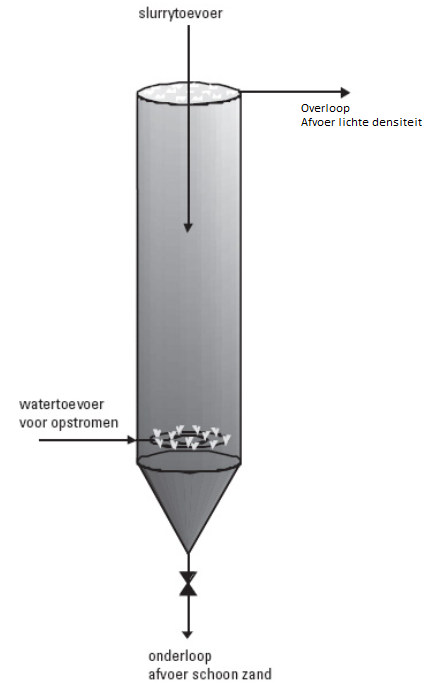 slurrytoevoer
Overloop
Afvoer lichte densiteit
watertoevoer
voor opstromen
onderloop
afvoer schoon zand